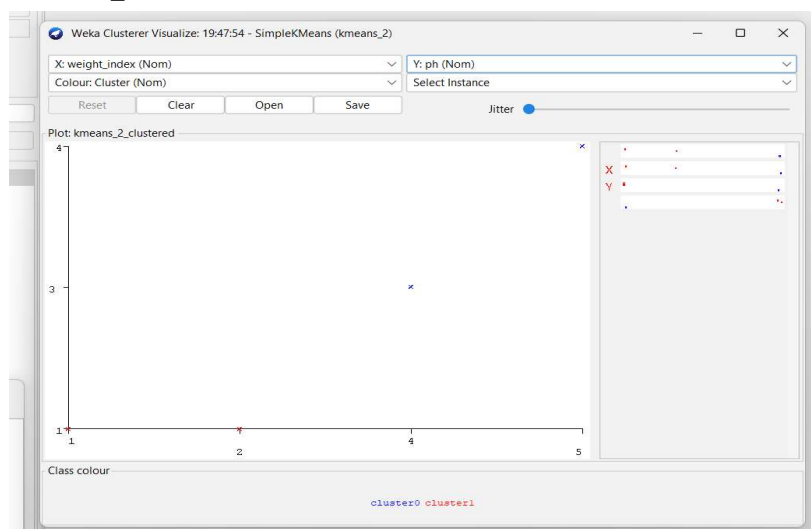 Weka Clusterer Visualize: 19:47:54 - SimpleKMeans (kmeans_2)
X: weight_index (Nom) Y: ph (Nom)
Colour: Cluster (Nom) Select Instance
Reset Clear Open Save Jitter
Plot: kmeans_2_clustered
4
X
Y
3
1
1 2 4 5
Class colour
cluster0 cluster1